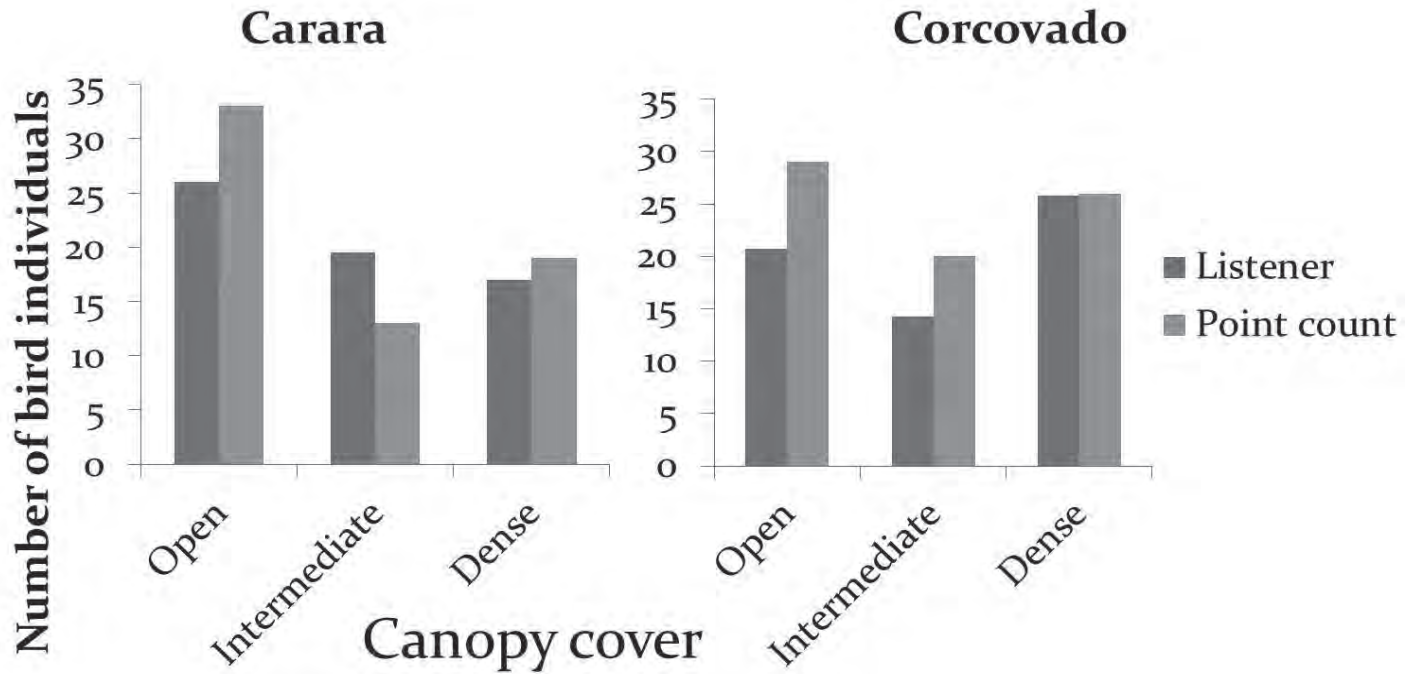 Carara
Corcovado
Number of bird individuals
35
30
25
20
15
10
5
0
Open
Intermediate
Dense
35
30
25
20
15
10
5
0
Open
Intermediate
Dense
Listener
Point count
Canopy cover